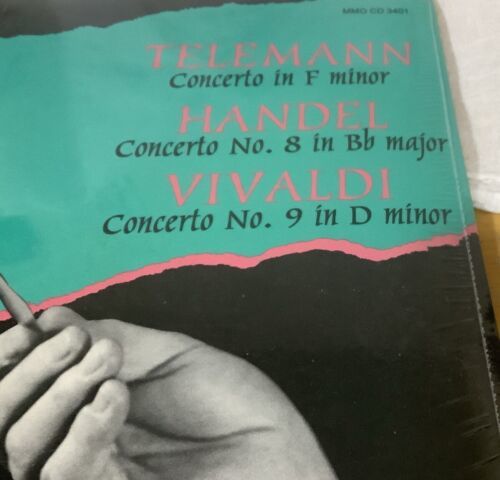 MMO CD 3401
TELEMANN
Concerto in F minor
HANDEL
Concerto No. 8 in Bb major
VIVALDI
Concerto No. 9 in D minor